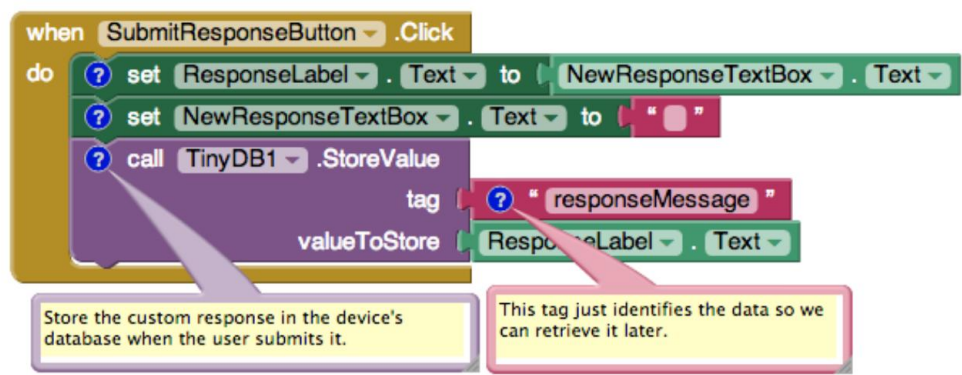 when SubmitResponseButton .Click
do ? set ResponseLabel . Text to NewResponseTextBox . Text
? set NewResponseTextBox . Text to " "
? call TinyDB1 .StoreValue
tag ? " responseMessage "
valueToStore ResponseLabel . Text
Store the custom response in the device's
database when the user submits it.
This tag just identifies the data so we
can retrieve it later.